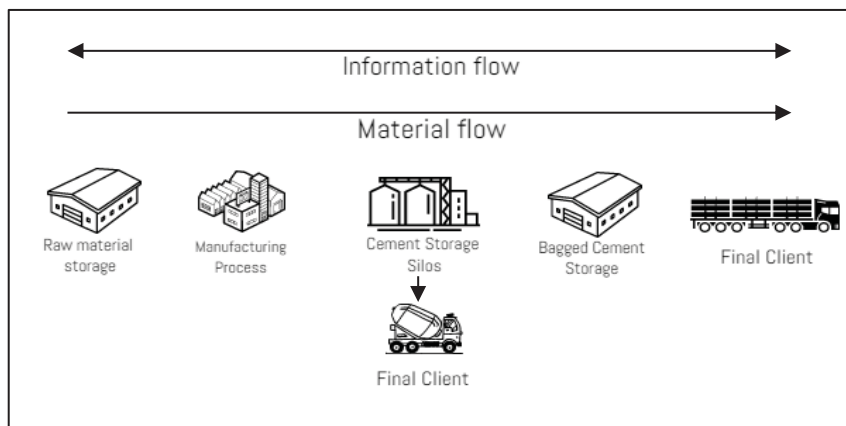 Information flow
Material flow
Raw material
storage
Manufacturing
Process
Cement Storage
Silos
Bagged Cement
Storage
Final Client
Final Client